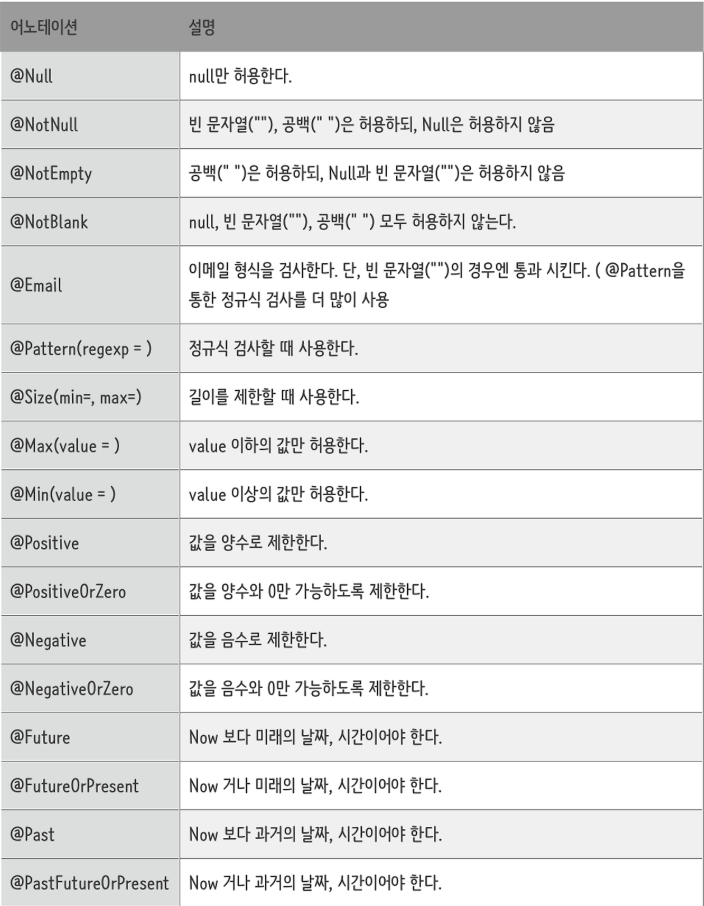 어노테이션 설명
@Null null만 허용한다.
@NotNull 빈 문자열(""), 공백(" ")은 허용하되, Null은 허용하지 않음
@NotEmpty 공백(" ")은 허용하되, Null과 빈 문자열("")은 허용하지 않음
@NotBlank null, 빈 문자열(""), 공백(" ") 모두 허용하지 않는다.
@Email 이메일 형식을 검사한다. 단, 빈 문자열("")의 경우엔 통과 시킨다. ( @Pattern을
통한 정규식 검사를 더 많이 사용
@Pattern(regexp = ) 정규식 검사할 때 사용한다.
@Size(min=, max=) 길이를 제한할 때 사용한다.
@Max(value = ) value 이하의 값만 허용한다.
@Min(value = ) value 이상의 값만 허용한다.
@Positive 값을 양수로 제한한다.
@PositiveOrZero 값을 양수와 0만 가능하도록 제한한다.
@Negative 값을 음수로 제한한다.
@NegativeOrZero 값을 음수와 0만 가능하도록 제한한다.
@Future Now 보다 미래의 날짜, 시간이어야 한다.
@FutureOrPresent Now 거나 미래의 날짜, 시간이어야 한다.
@Past Now 보다 과거의 날짜, 시간이어야 한다.
@PastFutureOrPresent Now 거나 과거의 날짜, 시간이어야 한다.